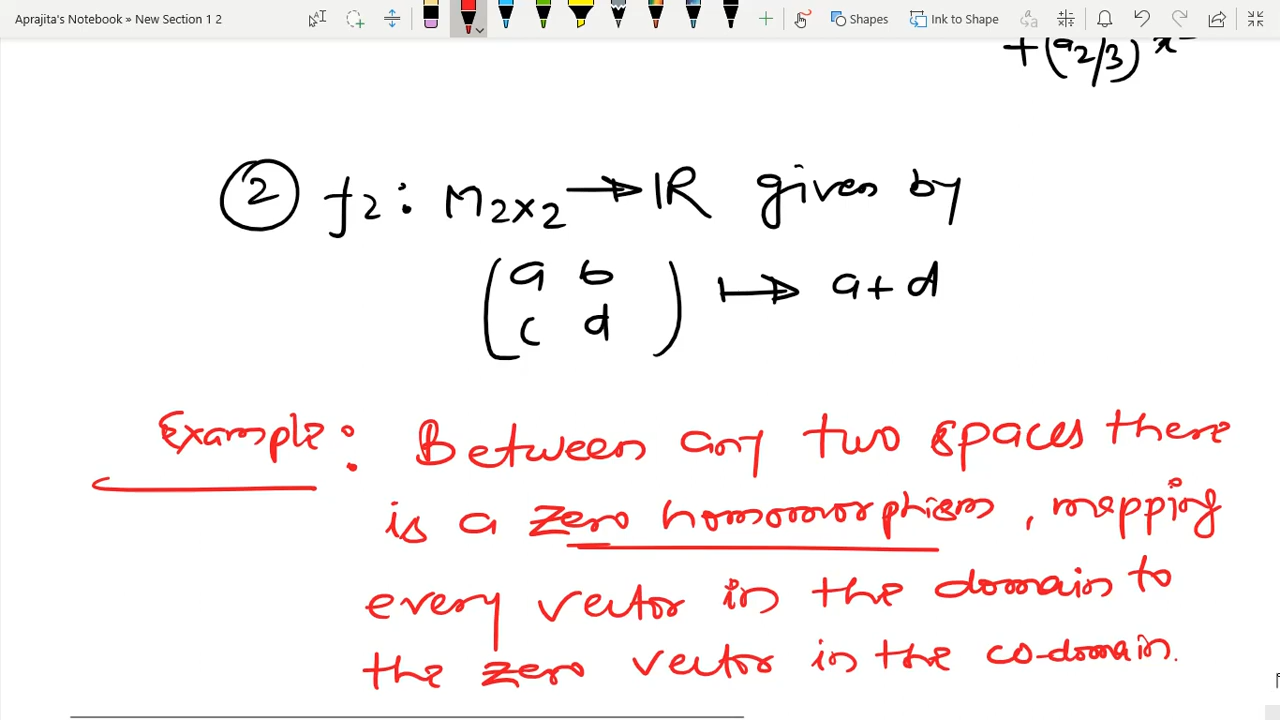 Aprajita's Notebook » New Section 1 2
Shapes
Ink to Shape
+(a2/3) x
② f2 : M2x2 → IR given by
(a b
c d) ↦ a+d
Example : Between any two spaces there
is a zero homomorphism, mapping
every vector in the domain to
the zero vector in the co-domain.